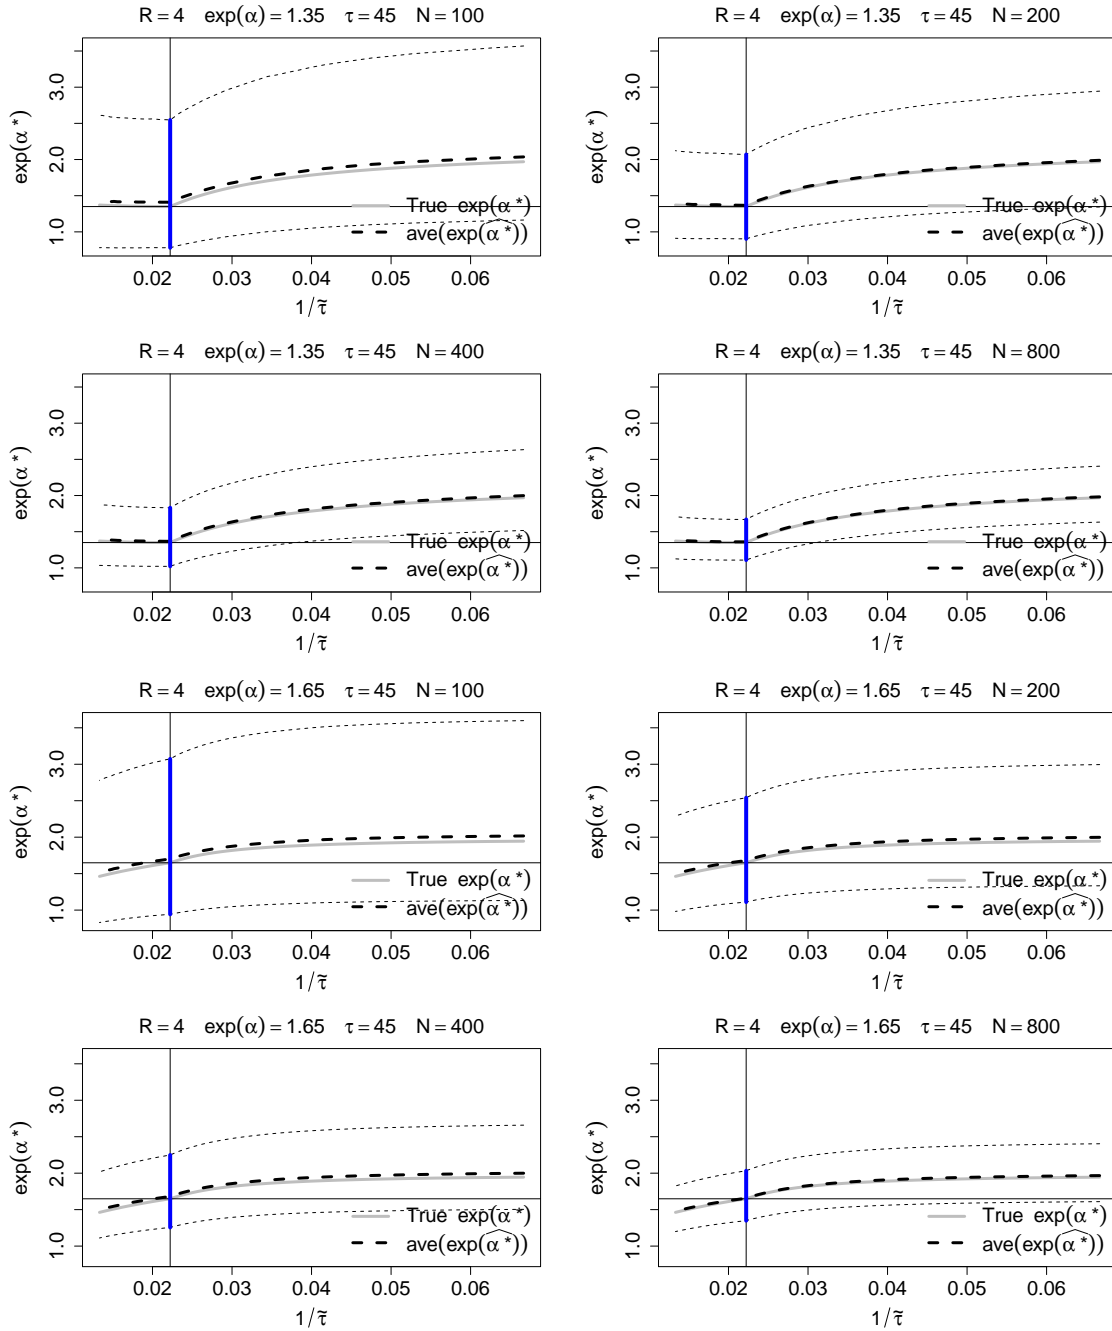 R = 4 exp(α) = 1.35 τ = 45 N = 100
exp(α*)
3.0
2.0
1.0
True exp(α*)
ave(exp(α*^))
0.02 0.03 0.04 0.05 0.06
1/τ̃
R = 4 exp(α) = 1.35 τ = 45 N = 200
exp(α*)
3.0
2.0
1.0
True exp(α*)
ave(exp(α*^))
0.02 0.03 0.04 0.05 0.06
1/τ̃
R = 4 exp(α) = 1.35 τ = 45 N = 400
exp(α*)
3.0
2.0
1.0
True exp(α*)
ave(exp(α*^))
0.02 0.03 0.04 0.05 0.06
1/τ̃
R = 4 exp(α) = 1.35 τ = 45 N = 800
exp(α*)
3.0
2.0
1.0
True exp(α*)
ave(exp(α*^))
0.02 0.03 0.04 0.05 0.06
1/τ̃
R = 4 exp(α) = 1.65 τ = 45 N = 100
exp(α*)
3.0
2.0
1.0
True exp(α*)
ave(exp(α*^))
0.02 0.03 0.04 0.05 0.06
1/τ̃
R = 4 exp(α) = 1.65 τ = 45 N = 200
exp(α*)
3.0
2.0
1.0
True exp(α*)
ave(exp(α*^))
0.02 0.03 0.04 0.05 0.06
1/τ̃
R = 4 exp(α) = 1.65 τ = 45 N = 400
exp(α*)
3.0
2.0
1.0
True exp(α*)
ave(exp(α*^))
0.02 0.03 0.04 0.05 0.06
1/τ̃
R = 4 exp(α) = 1.65 τ = 45 N = 800
exp(α*)
3.0
2.0
1.0
True exp(α*)
ave(exp(α*^))
0.02 0.03 0.04 0.05 0.06
1/τ̃